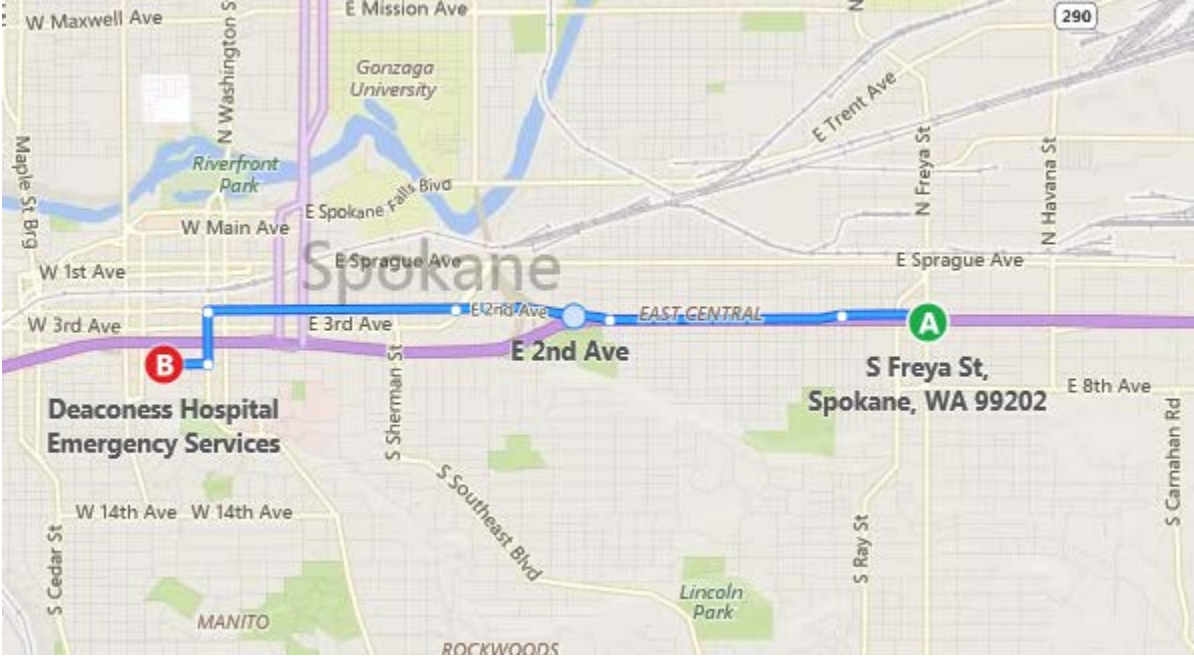 E Mission Ave
N
290
W Maxwell Ave
N Washington S
Gonzaga
University
E Trent Ave
Maple St Brg
Riverfront
Park
N Freya St
N Havana St
E Spokane Falls Blvd
W Main Ave
Spokane
E Sprague Ave
E Sprague Ave
W 1st Ave
E 2nd Ave
EAST CENTRAL
W 3rd Ave
E 3rd Ave
A
E 2nd Ave
B
S Freya St,
Spokane, WA 99202
E 8th Ave
Deaconess Hospital
Emergency Services
S Sherman St
S Carnahan Rd
S Southeast Blvd
W 14th Ave
W 14th Ave
S Cedar St
S Ray St
Lincoln
Park
MANITO
ROCKWOODS